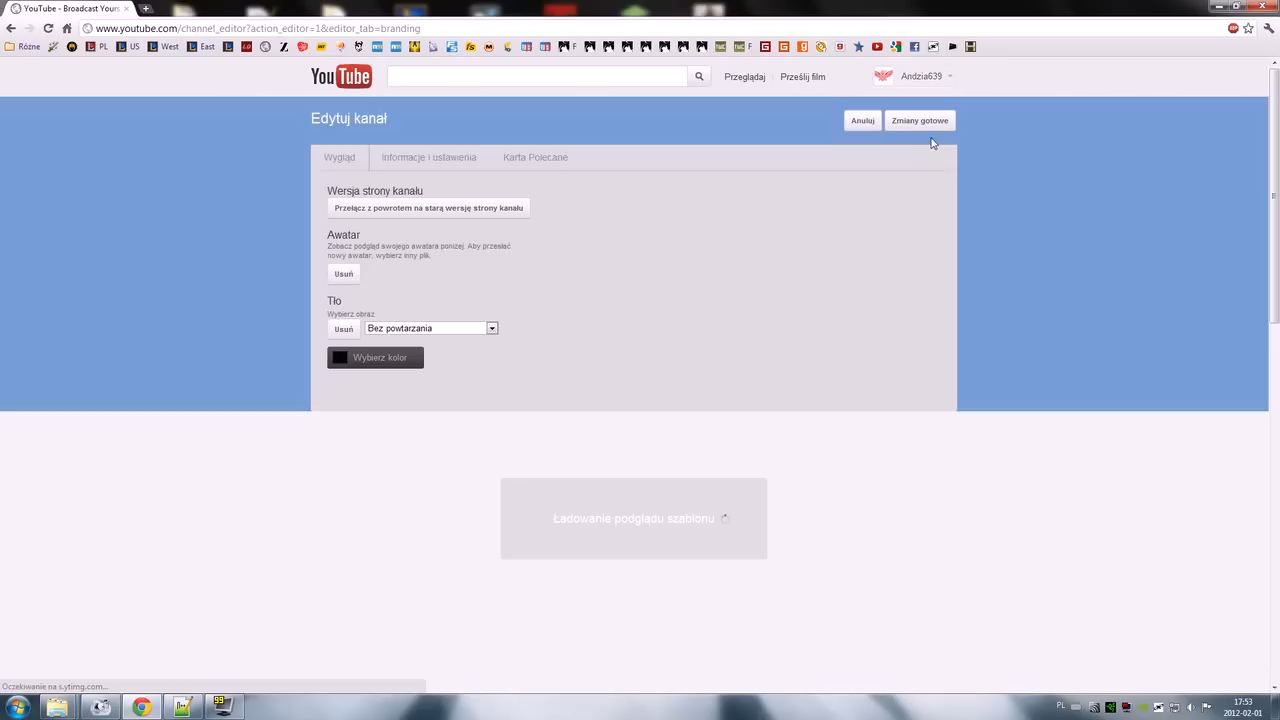 YouTube - Broadcast Yours
www.youtube.com/channel_editor?action_editor=1&editor_tab=branding
Różne
PL
US
West
East
F
F
F
YouTube
Przeglądaj
Prześlij film
Andzia639
Edytuj kanał
Anuluj
Zmiany gotowe
Wygląd
Informacje i ustawienia
Karta Polecane
Wersja strony kanału
Przełącz z powrotem na starą wersję strony kanału
Awatar
Zobacz podgląd swojego awatara poniżej. Aby przesłać
nowy awatar, wybierz inny plik.
Usuń
Tło
Wybierz obraz
Usuń
Bez powtarzania
Wybierz kolor
Ładowanie podglądu szablonu
Oczekiwanie na s.ytimg.com...
99
PL
17:53
2012-02-01